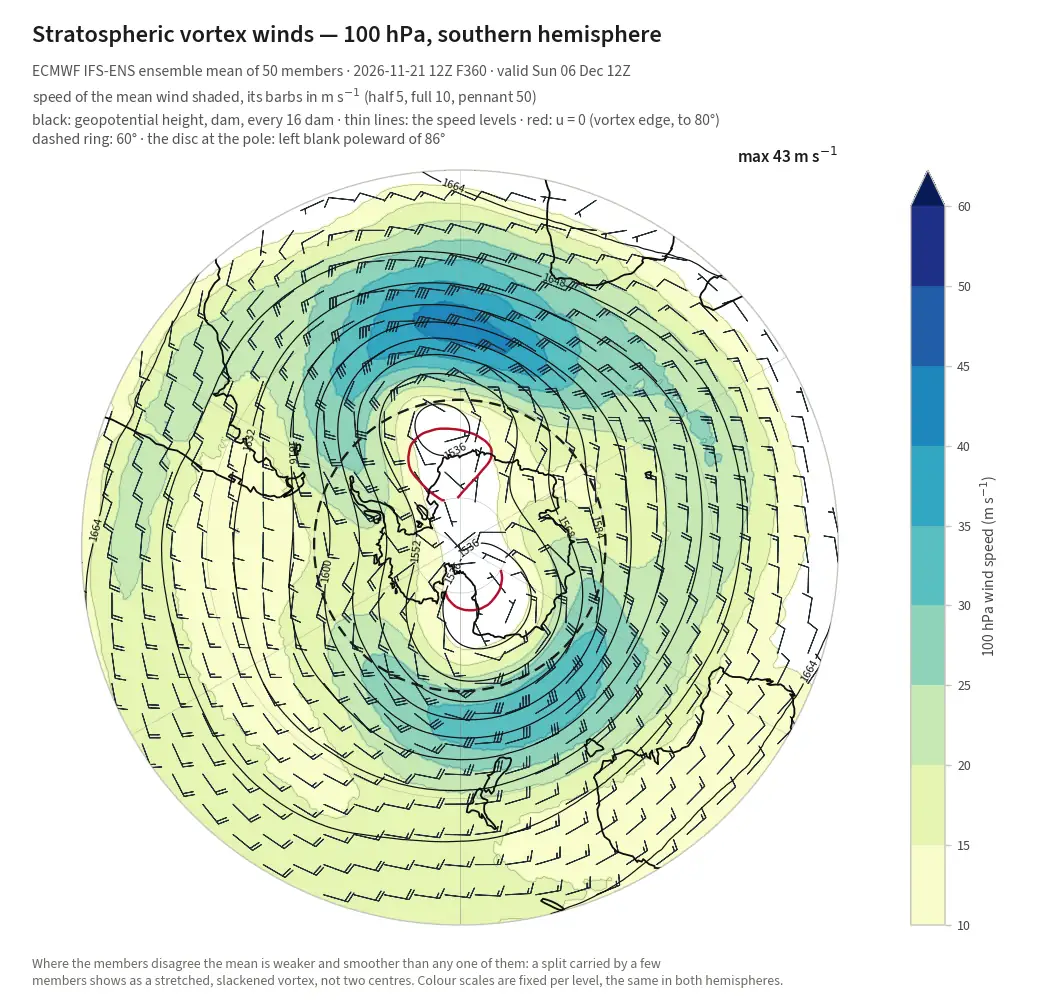 Stratospheric vortex winds — 100 hPa, southern hemisphere
ECMWF IFS-ENS ensemble mean of 50 members · 2026-11-21 12Z F360 · valid Sun 06 Dec 12Z
speed of the mean wind shaded, its barbs in m s⁻¹ (half 5, full 10, pennant 50)
black: geopotential height, dam, every 16 dam · thin lines: the speed levels · red: u = 0 (vortex edge, to 80°)
dashed ring: 60° · the disc at the pole: left blank poleward of 86°
max 43 m s⁻¹
1664
1648
1632
1616
1536
1664
1568
1584
1552
1536
1536
1600
1664
60
50
45
40
35
30
25
20
15
10
100 hPa wind speed (m s⁻¹)
Where the members disagree the mean is weaker and smoother than any one of them: a split carried by a few
members shows as a stretched, slackened vortex, not two centres. Colour scales are fixed per level, the same in both hemispheres.